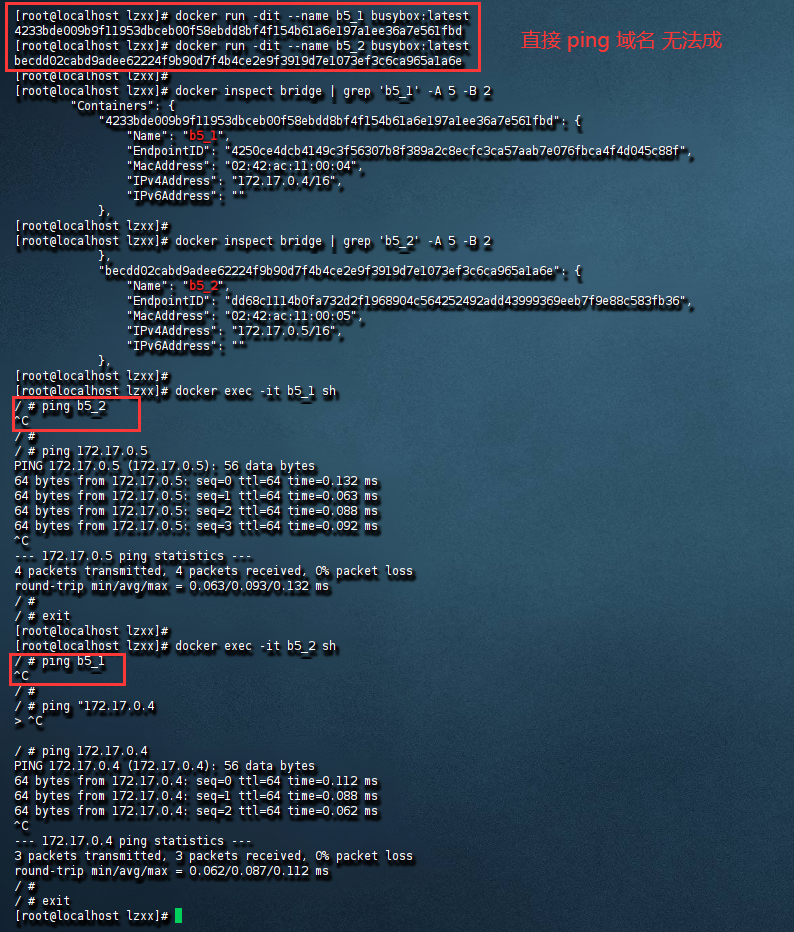 [root@localhost lzxx]# docker run -dit --name b5_1 busybox:latest
4233bde009b9f11953dbceb00f58ebdd8bf4f154b61a6e197a1ee36a7e561fbd
[root@localhost lzxx]# docker run -dit --name b5_2 busybox:latest
becdd02cabd9adee62224f9b90d7f4b4ce2e9f3919d7e1073ef3c6ca965a1a6e
直接 ping 域名 无法成
[root@localhost lzxx]#
[root@localhost lzxx]# docker inspect bridge | grep 'b5_1' -A 5 -B 2
"Containers": {
"4233bde009b9f11953dbceb00f58ebdd8bf4f154b61a6e197a1ee36a7e561fbd": {
"Name": "b5_1",
"EndpointID": "4250ce4dcb4149c3f56307b8f389a2c8ecfc3ca57aab7e076fbca4f4d045c88f",
"MacAddress": "02:42:ac:11:00:04",
"IPv4Address": "172.17.0.4/16",
"IPv6Address": ""
},
[root@localhost lzxx]#
[root@localhost lzxx]# docker inspect bridge | grep 'b5_2' -A 5 -B 2
},
"becdd02cabd9adee62224f9b90d7f4b4ce2e9f3919d7e1073ef3c6ca965a1a6e": {
"Name": "b5_2",
"EndpointID": "dd68c1114b0fa732d2f1968904c564252492add43999369eeb7f9e88c583fb36",
"MacAddress": "02:42:ac:11:00:05",
"IPv4Address": "172.17.0.5/16",
"IPv6Address": ""
},
[root@localhost lzxx]#
[root@localhost lzxx]# docker exec -it b5_1 sh
/ # ping b5_2
^C
/ #
/ # ping 172.17.0.5
PING 172.17.0.5 (172.17.0.5): 56 data bytes
64 bytes from 172.17.0.5: seq=0 ttl=64 time=0.132 ms
64 bytes from 172.17.0.5: seq=1 ttl=64 time=0.063 ms
64 bytes from 172.17.0.5: seq=2 ttl=64 time=0.088 ms
64 bytes from 172.17.0.5: seq=3 ttl=64 time=0.092 ms
^C
--- 172.17.0.5 ping statistics ---
4 packets transmitted, 4 packets received, 0% packet loss
round-trip min/avg/max = 0.063/0.093/0.132 ms
/ #
/ # exit
[root@localhost lzxx]#
[root@localhost lzxx]# docker exec -it b5_2 sh
/ # ping b5_1
^C
/ #
/ # ping "172.17.0.4
> ^C
/ # ping 172.17.0.4
PING 172.17.0.4 (172.17.0.4): 56 data bytes
64 bytes from 172.17.0.4: seq=0 ttl=64 time=0.112 ms
64 bytes from 172.17.0.4: seq=1 ttl=64 time=0.088 ms
64 bytes from 172.17.0.4: seq=2 ttl=64 time=0.062 ms
^C
--- 172.17.0.4 ping statistics ---
3 packets transmitted, 3 packets received, 0% packet loss
round-trip min/avg/max = 0.062/0.087/0.112 ms
/ #
/ # exit
[root@localhost lzxx]#